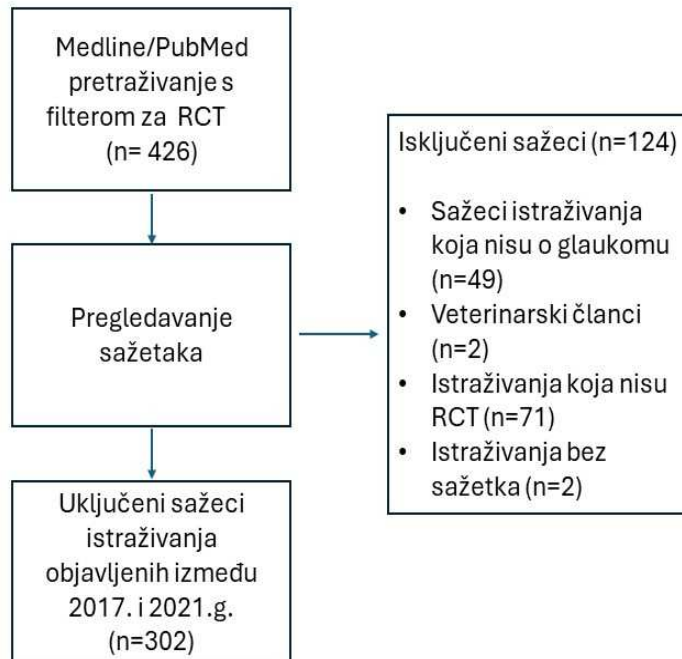 Medline/PubMed
pretraživanje s
filterom za RCT
(n= 426)
Pregledavanje
sažetaka
Isključeni sažeci (n=124)
• Sažeci istraživanja
koja nisu o glaukomu
(n=49)
• Veterinarski članci
(n=2)
• Istraživanja koja nisu
RCT (n=71)
• Istraživanja bez
sažetka (n=2)
Uključeni sažeci
istraživanja
objavljenih između
2017. i 2021.g.
(n=302)